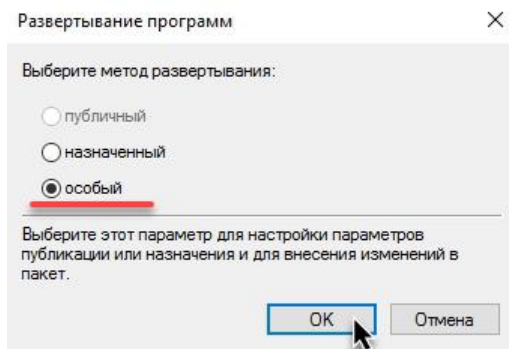 Развертывание программ
Выберите метод развертывания:
публичный
назначенный
особый
Выберите этот параметр для настройки параметров
публикации или назначения и для внесения изменений в
пакет.
OK Отмена